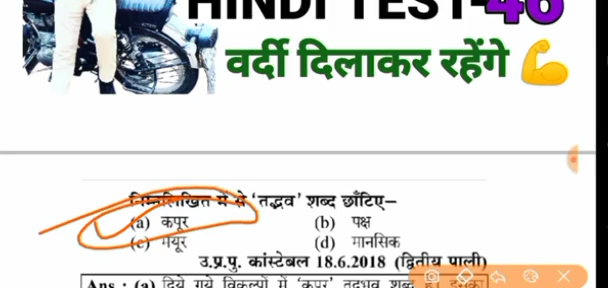 HINDI TEST-46
वर्दी दिलाकर रहेंगे
निम्नलिखित में से 'तद्भव' शब्द छाँटिए–
(a) कपूर (b) पक्ष
(c) मयूर (d) मानसिक
उ.प्र.पु. कांस्टेबल 18.6.2018 (द्वितीय पाली)
Ans : (a) दिये गये विकल्पों में 'कपूर' तद्भव शब्द है। इसका